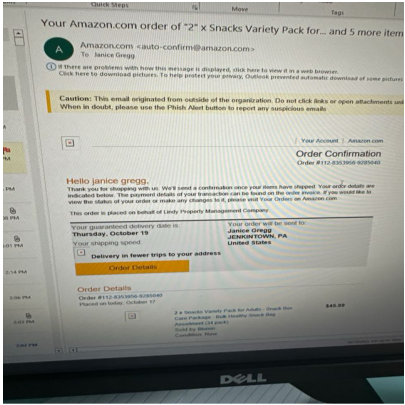 Quick Steps
Move
Tags
Your Amazon.com order of "2" x Snacks Variety Pack for... and 5 more item
A
Amazon.com <auto-confirm@amazon.com>
To Janice Gregg
If there are problems with how this message is displayed, click here to view it in a web browser.
Click here to download pictures. To help protect your privacy, Outlook prevented automatic download of some pictures
Caution: This email originated from outside of the organization. Do not click links or open attachments unl
When in doubt, please use the Phish Alert button to report any suspicious emails
Your Account | Amazon.com
Order Confirmation
Order #112-8363956-9285040
Hello janice gregg,
Thank you for shopping with us. We'll send a confirmation once your items have shipped. Your order details are
indicated below. The payment details of your transaction can be found on the order invoice. If you would like to
view the status of your order or make any changes to it, please visit Your Orders on Amazon.com
This order is placed on behalf of Lindy Property Management Company
Your guaranteed delivery date is:
Thursday, October 19
Your order will be sent to:
Janice Gregg
JENKINTOWN, PA
United States
Your shipping speed
Delivery in fewer trips to your address
Order Details
Order Details
Order #112-8363956-9285040
Placed on today, October 17
2 x Snacks Variety Pack for Adults - Snack Box
Care Package - Bulk Healthy Snack Bag
Assortment (34 pack)
Sold by
Condition: New
2:14 PM
DELL